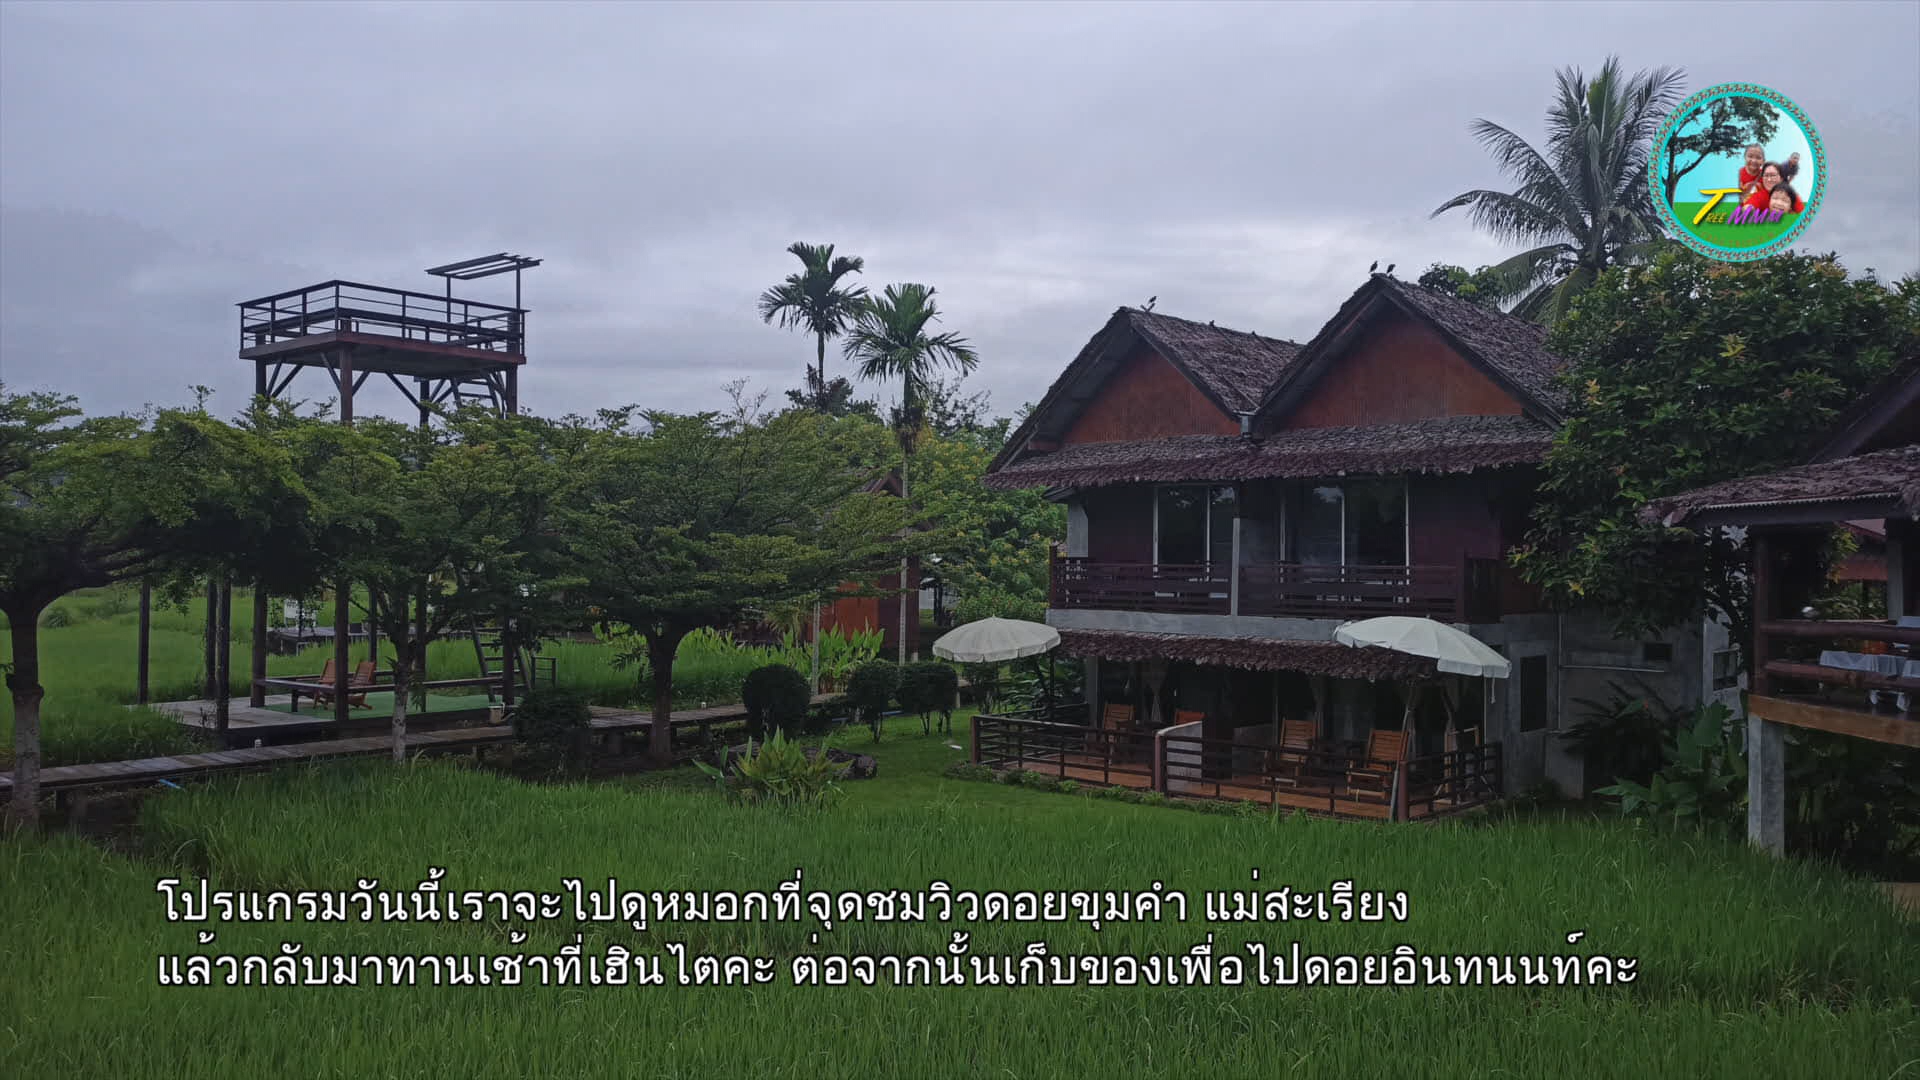 TREE MMAI
โปรแกรมวันนี้เราจะไปดูหมอกที่จุดชมวิวดอยขุมคำ แม่สะเรียง
แล้วกลับมาทานเช้าที่เฮินไตคะ ต่อจากนั้นเก็บของเพื่อไปดอยอินทนนท์คะ